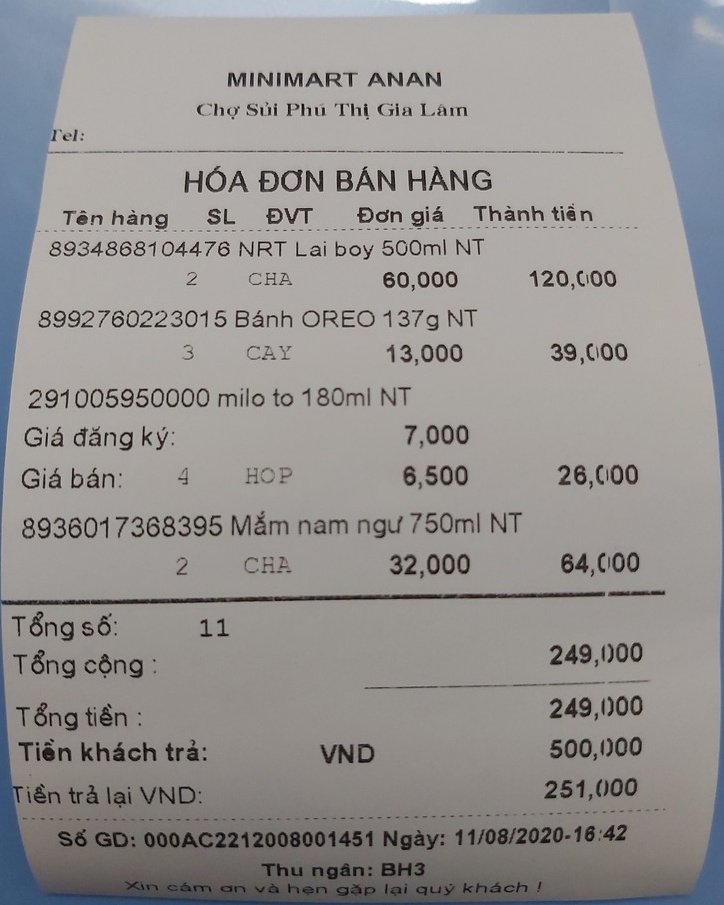 MINIMART ANAN
Chợ Sủi Phú Thị Gia Lâm
Tel:
HÓA ĐƠN BÁN HÀNG
Tên hàng SL ĐVT Đơn giá Thành tiền
8934868104476 NRT Lai boy 500ml NT
2 CHA 60,000 120,000
8992760223015 Bánh OREO 137g NT
3 CAY 13,000 39,000
291005950000 milo to 180ml NT
Giá đăng ký: 7,000
Giá bán: 4 HOP 6,500 26,000
8936017368395 Mắm nam ngư 750ml NT
2 CHA 32,000 64,000
Tổng số: 11
Tổng cộng : 249,000
Tổng tiền : 249,000
Tiền khách trả: VND 500,000
Tiền trả lại VND: 251,000
Số GD: 000AC2212008001451 Ngày: 11/08/2020-16:42
Thu ngân: BH3
Xin cám ơn và hẹn gặp lại quý khách !